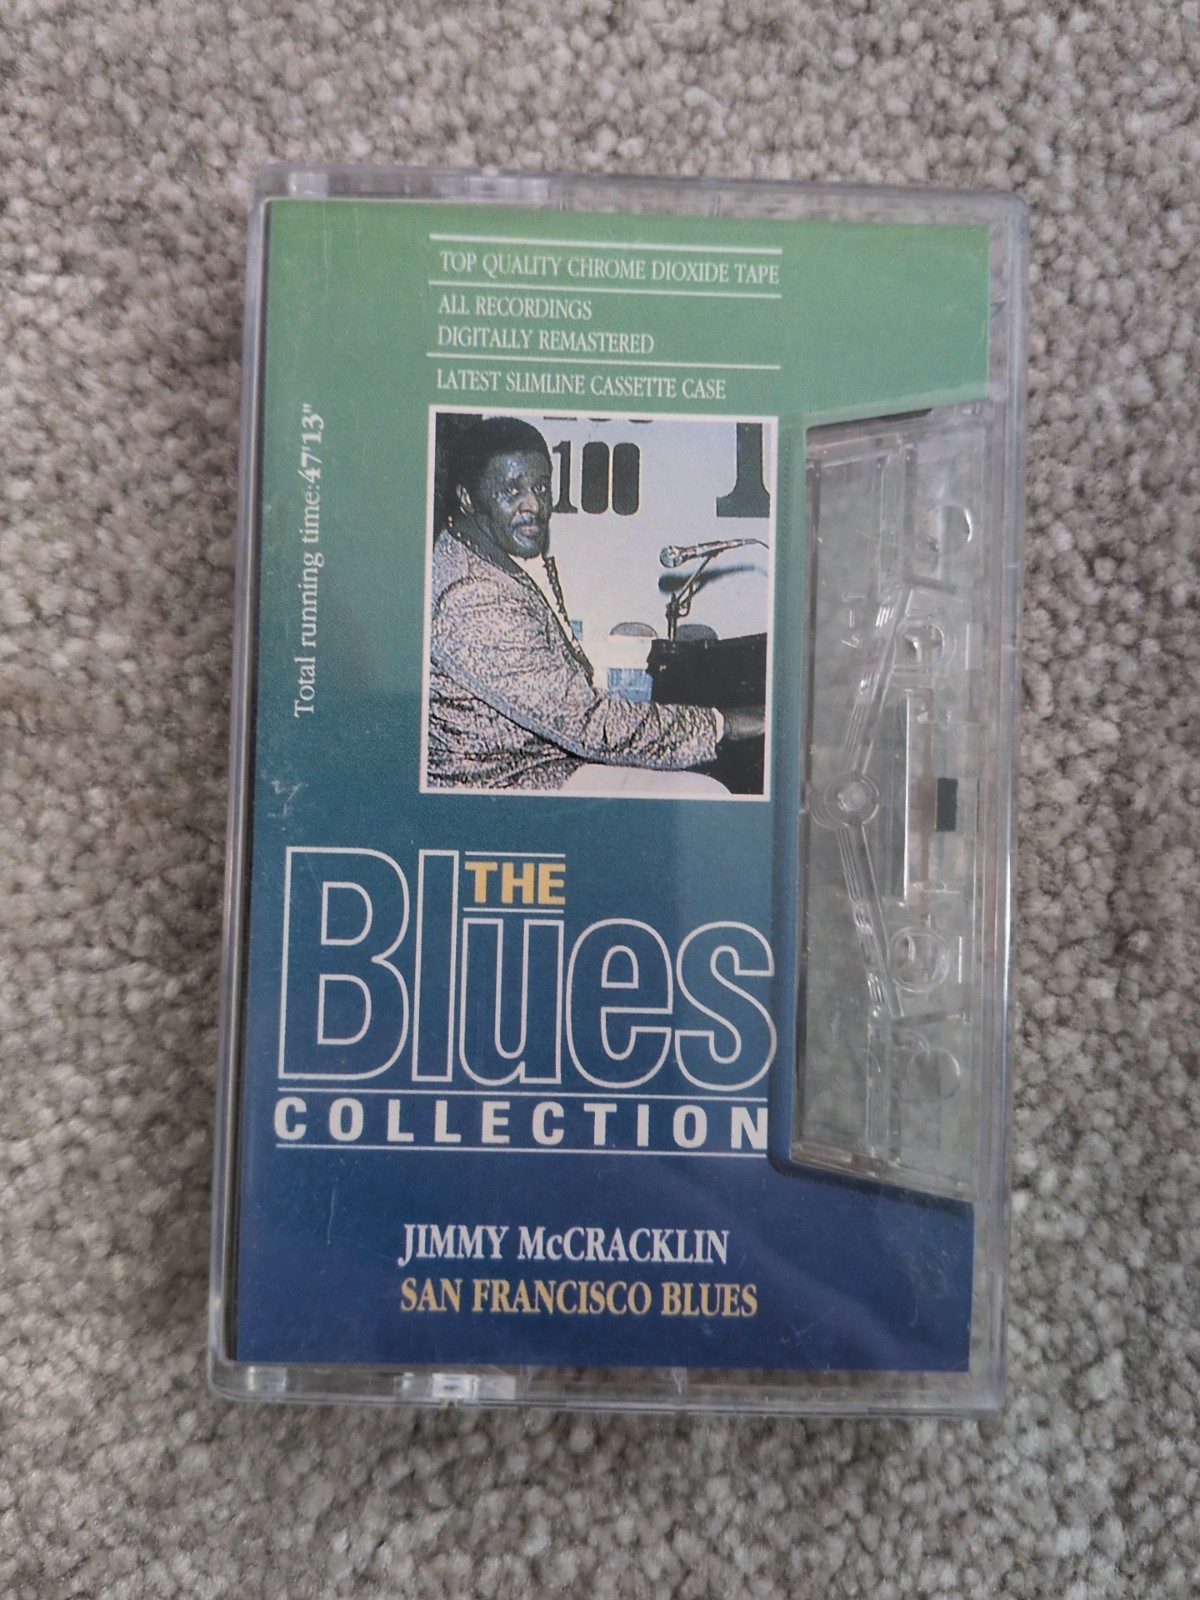 TOP QUALITY CHROME DIOXIDE TAPE
ALL RECORDINGS
DIGITALLY REMASTERED
LATEST SLIMLINE CASSETTE CASE
Total running time:47'13"
100
1
THE
Blues
COLLECTION
JIMMY McCRACKLIN
SAN FRANCISCO BLUES